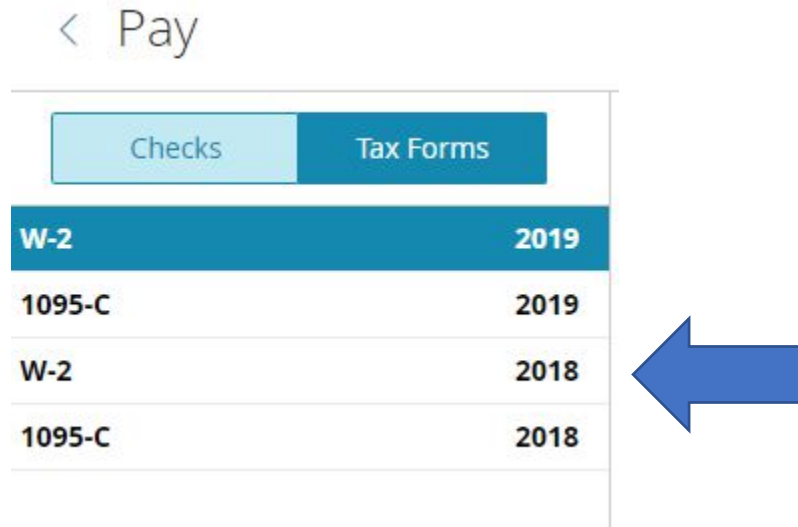 < Pay
Checks Tax Forms
W-2 2019
1095-C 2019
W-2 2018
1095-C 2018